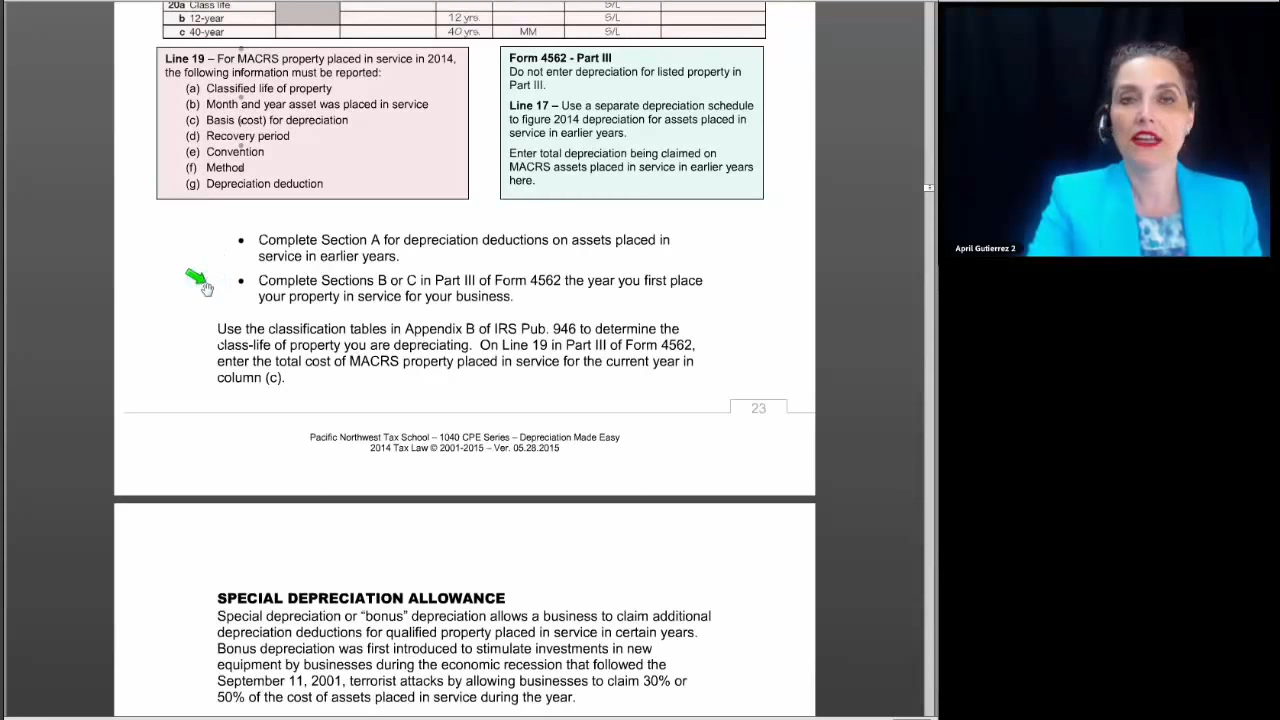 20a Class life S/L
b 12-year 12 yrs. S/L
c 40-year 40 yrs. MM S/L
Line 19 – For MACRS property placed in service in 2014,
the following information must be reported:
(a) Classified life of property
(b) Month and year asset was placed in service
(c) Basis (cost) for depreciation
(d) Recovery period
(e) Convention
(f) Method
(g) Depreciation deduction
Form 4562 - Part III
Do not enter depreciation for listed property in
Part III.
Line 17 – Use a separate depreciation schedule
to figure 2014 depreciation for assets placed in
service in earlier years.
Enter total depreciation being claimed on
MACRS assets placed in service in earlier years
here.
• Complete Section A for depreciation deductions on assets placed in
service in earlier years.
• Complete Sections B or C in Part III of Form 4562 the year you first place
your property in service for your business.
Use the classification tables in Appendix B of IRS Pub. 946 to determine the
class-life of property you are depreciating. On Line 19 in Part III of Form 4562,
enter the total cost of MACRS property placed in service for the current year in
column (c).
23
Pacific Northwest Tax School – 1040 CPE Series – Depreciation Made Easy
2014 Tax Law © 2001-2015 – Ver. 05.28.2015
SPECIAL DEPRECIATION ALLOWANCE
Special depreciation or “bonus” depreciation allows a business to claim additional
depreciation deductions for qualified property placed in service in certain years.
Bonus depreciation was first introduced to stimulate investments in new
equipment by businesses during the economic recession that followed the
September 11, 2001, terrorist attacks by allowing businesses to claim 30% or
50% of the cost of assets placed in service during the year.
April Gutierrez 2